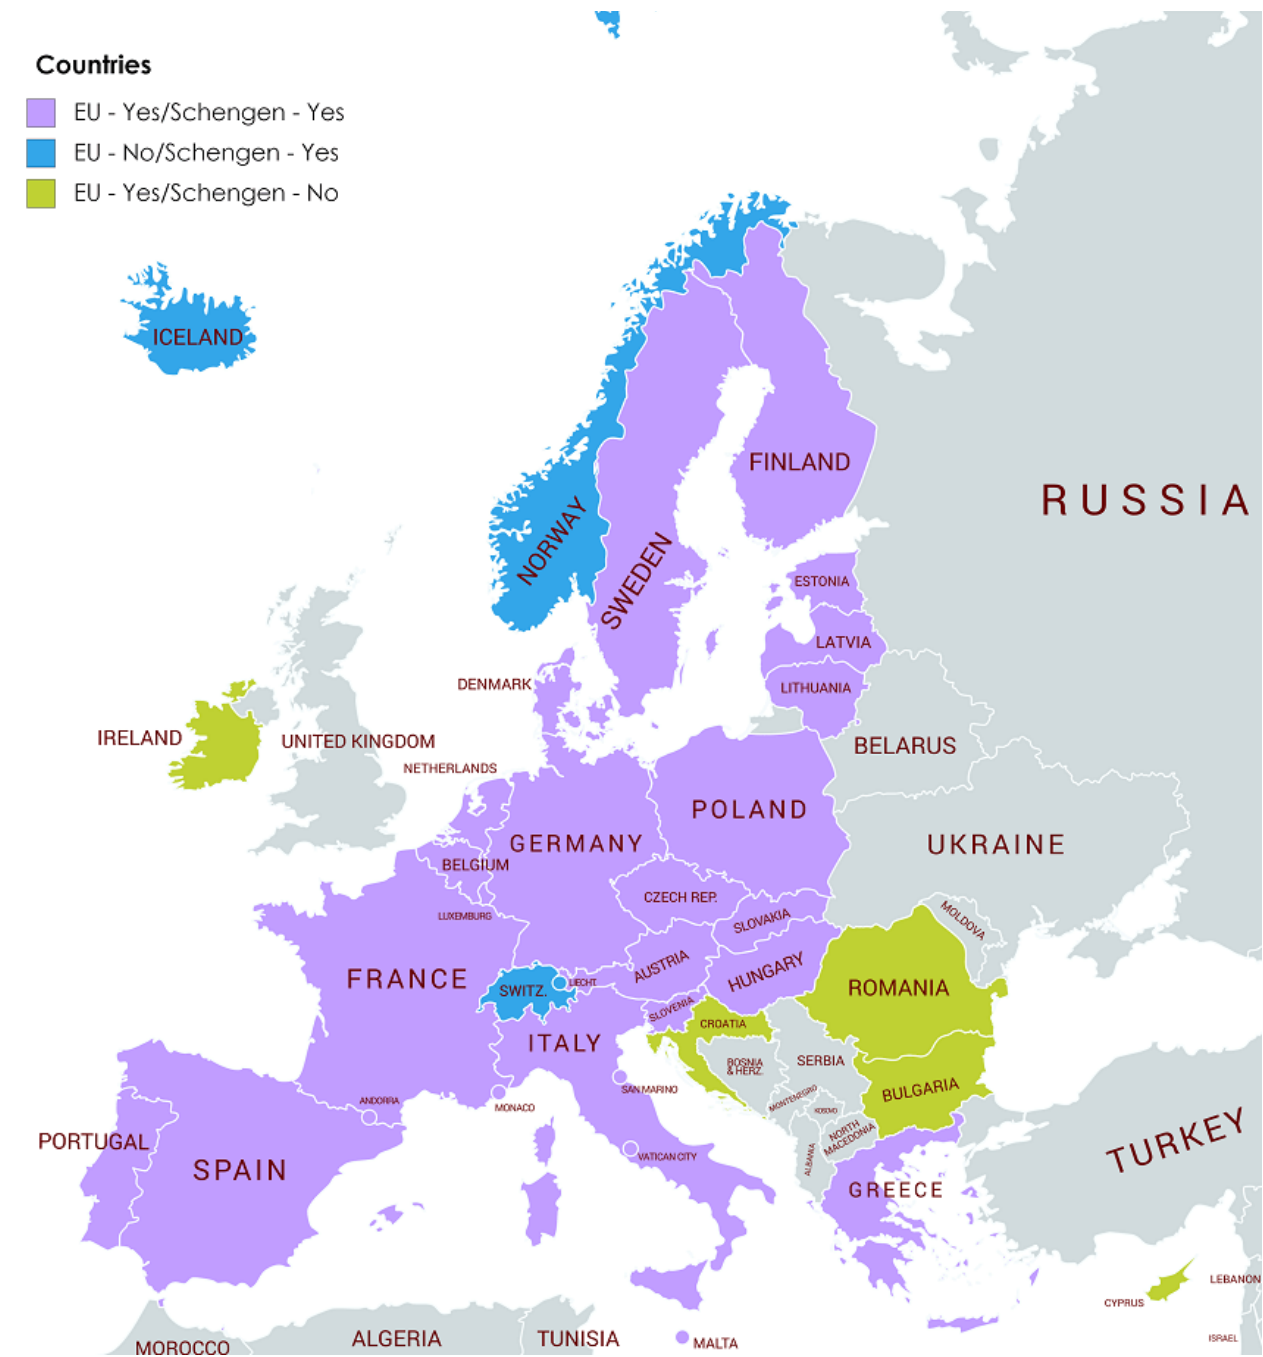 Countries
EU - Yes/Schengen - Yes
EU - No/Schengen - Yes
EU - Yes/Schengen - No
ICELAND
FINLAND
RUSSIA
NORWAY
SWEDEN
ESTONIA
LATVIA
DENMARK
LITHUANIA
IRELAND
UNITED KINGDOM
BELARUS
NETHERLANDS
POLAND
GERMANY
UKRAINE
BELGIUM
CZECH REP.
LUXEMBURG
SLOVAKIA
MOLDOVA
FRANCE
AUSTRIA
HUNGARY
SWITZ.
LIECHT.
ROMANIA
SLOVENIA
CROATIA
ITALY
BOSNIA
& HERZ.
SERBIA
SAN MARINO
BULGARIA
ANDORRA
MONACO
MONTENEGRO
KOSOVO
PORTUGAL
SPAIN
VATICAN CITY
NORTH
MACEDONIA
ALBANIA
TURKEY
GREECE
CYPRUS
LEBANON
MOROCCO
ALGERIA
TUNISIA
MALTA
ISRAEL